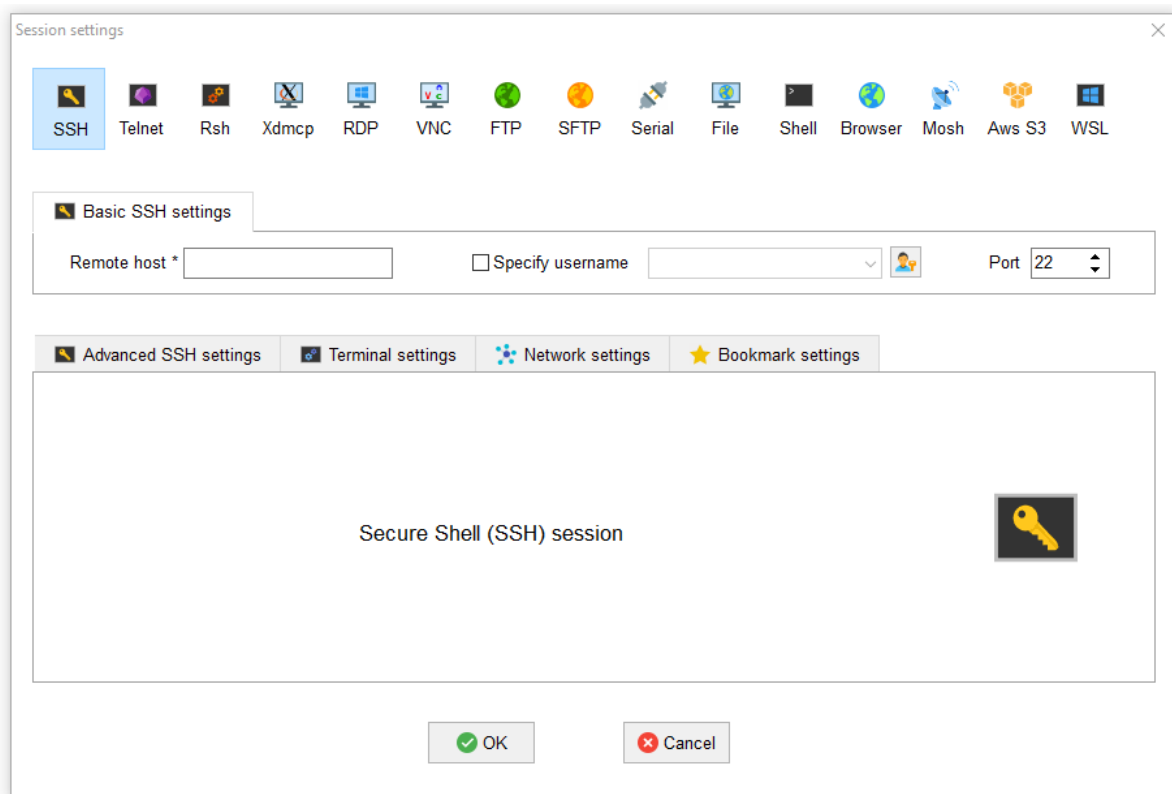 Session settings
SSH Telnet Rsh Xdmcp RDP VNC FTP SFTP Serial File Shell Browser Mosh Aws S3 WSL
Basic SSH settings
Remote host * Specify username Port 22
Advanced SSH settings Terminal settings Network settings Bookmark settings
Secure Shell (SSH) session
OK Cancel